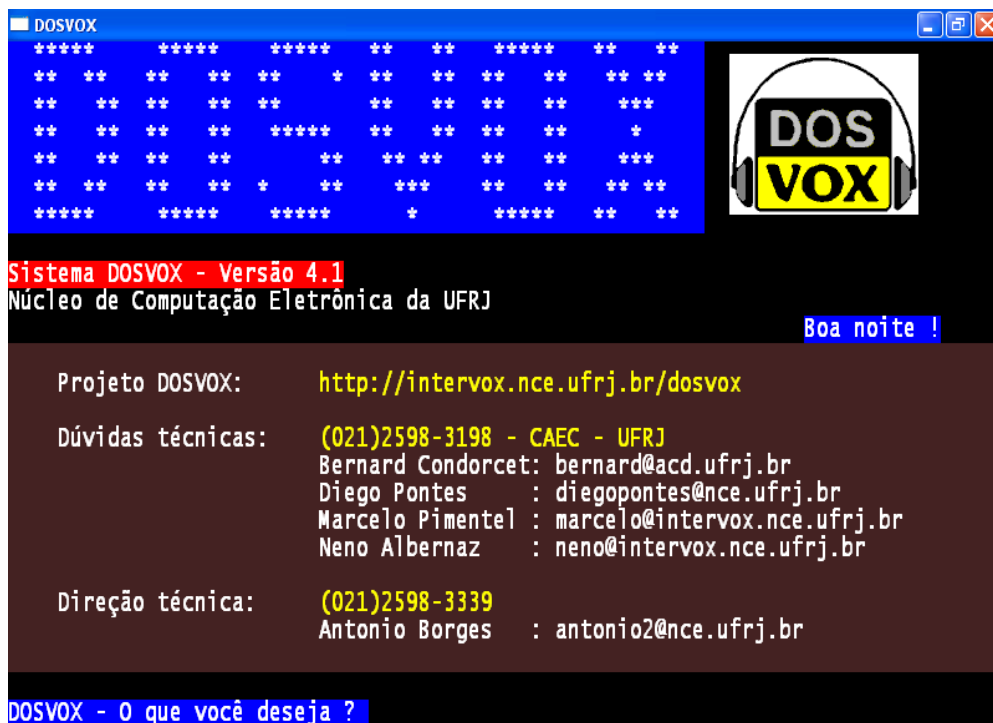 DOSVOX
DOSVOX
DOS
VOX
Sistema DOSVOX - Versão 4.1
Núcleo de Computação Eletrônica da UFRJ
Boa noite !
Projeto DOSVOX: http://intervox.nce.ufrj.br/dosvox
Dúvidas técnicas: (021)2598-3198 - CAEC - UFRJ
Bernard Condorcet: bernard@acd.ufrj.br
Diego Pontes : diegopontes@nce.ufrj.br
Marcelo Pimentel : marcelo@intervox.nce.ufrj.br
Neno Albernaz : neno@intervox.nce.ufrj.br
Direção técnica: (021)2598-3339
Antonio Borges : antonio2@nce.ufrj.br
DOSVOX - O que você deseja ?